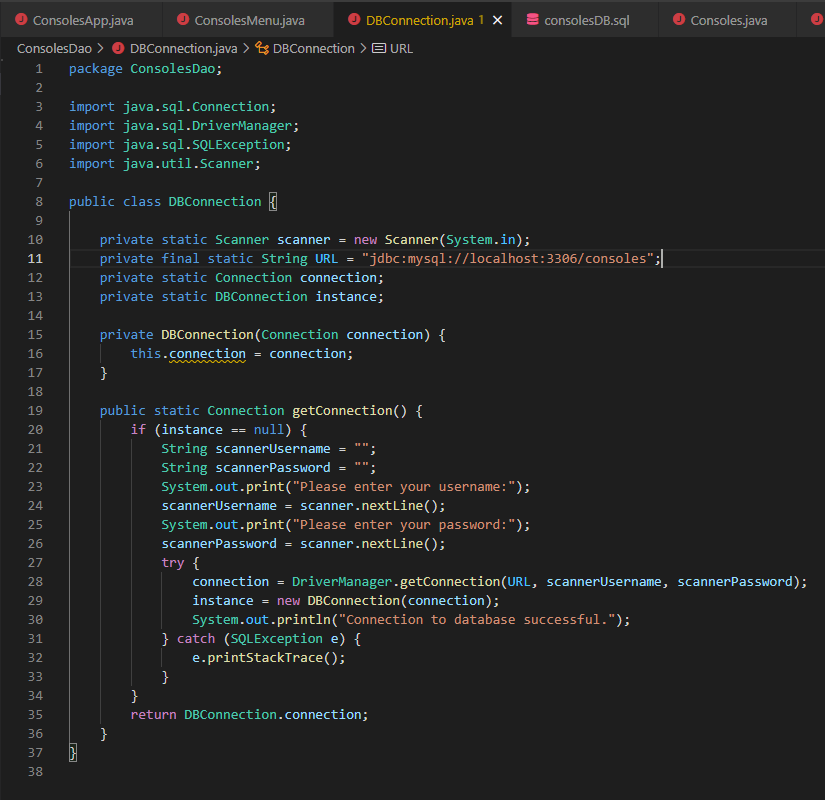 ConsolesApp.java ConsolesMenu.java DBConnection.java 1 × consolesDB.sql Consoles.java
ConsolesDao > DBConnection.java > DBConnection > URL
1 package ConsolesDao;
2
3 import java.sql.Connection;
4 import java.sql.DriverManager;
5 import java.sql.SQLException;
6 import java.util.Scanner;
7
8 public class DBConnection {
9
10 private static Scanner scanner = new Scanner(System.in);
11 private final static String URL = "jdbc:mysql://localhost:3306/consoles";
12 private static Connection connection;
13 private static DBConnection instance;
14
15 private DBConnection(Connection connection) {
16 this.connection = connection;
17 }
18
19 public static Connection getConnection() {
20 if (instance == null) {
21 String scannerUsername = "";
22 String scannerPassword = "";
23 System.out.print("Please enter your username:");
24 scannerUsername = scanner.nextLine();
25 System.out.print("Please enter your password:");
26 scannerPassword = scanner.nextLine();
27 try {
28 connection = DriverManager.getConnection(URL, scannerUsername, scannerPassword);
29 instance = new DBConnection(connection);
30 System.out.println("Connection to database successful.");
31 } catch (SQLException e) {
32 e.printStackTrace();
33 }
34 }
35 return DBConnection.connection;
36 }
37 }
38